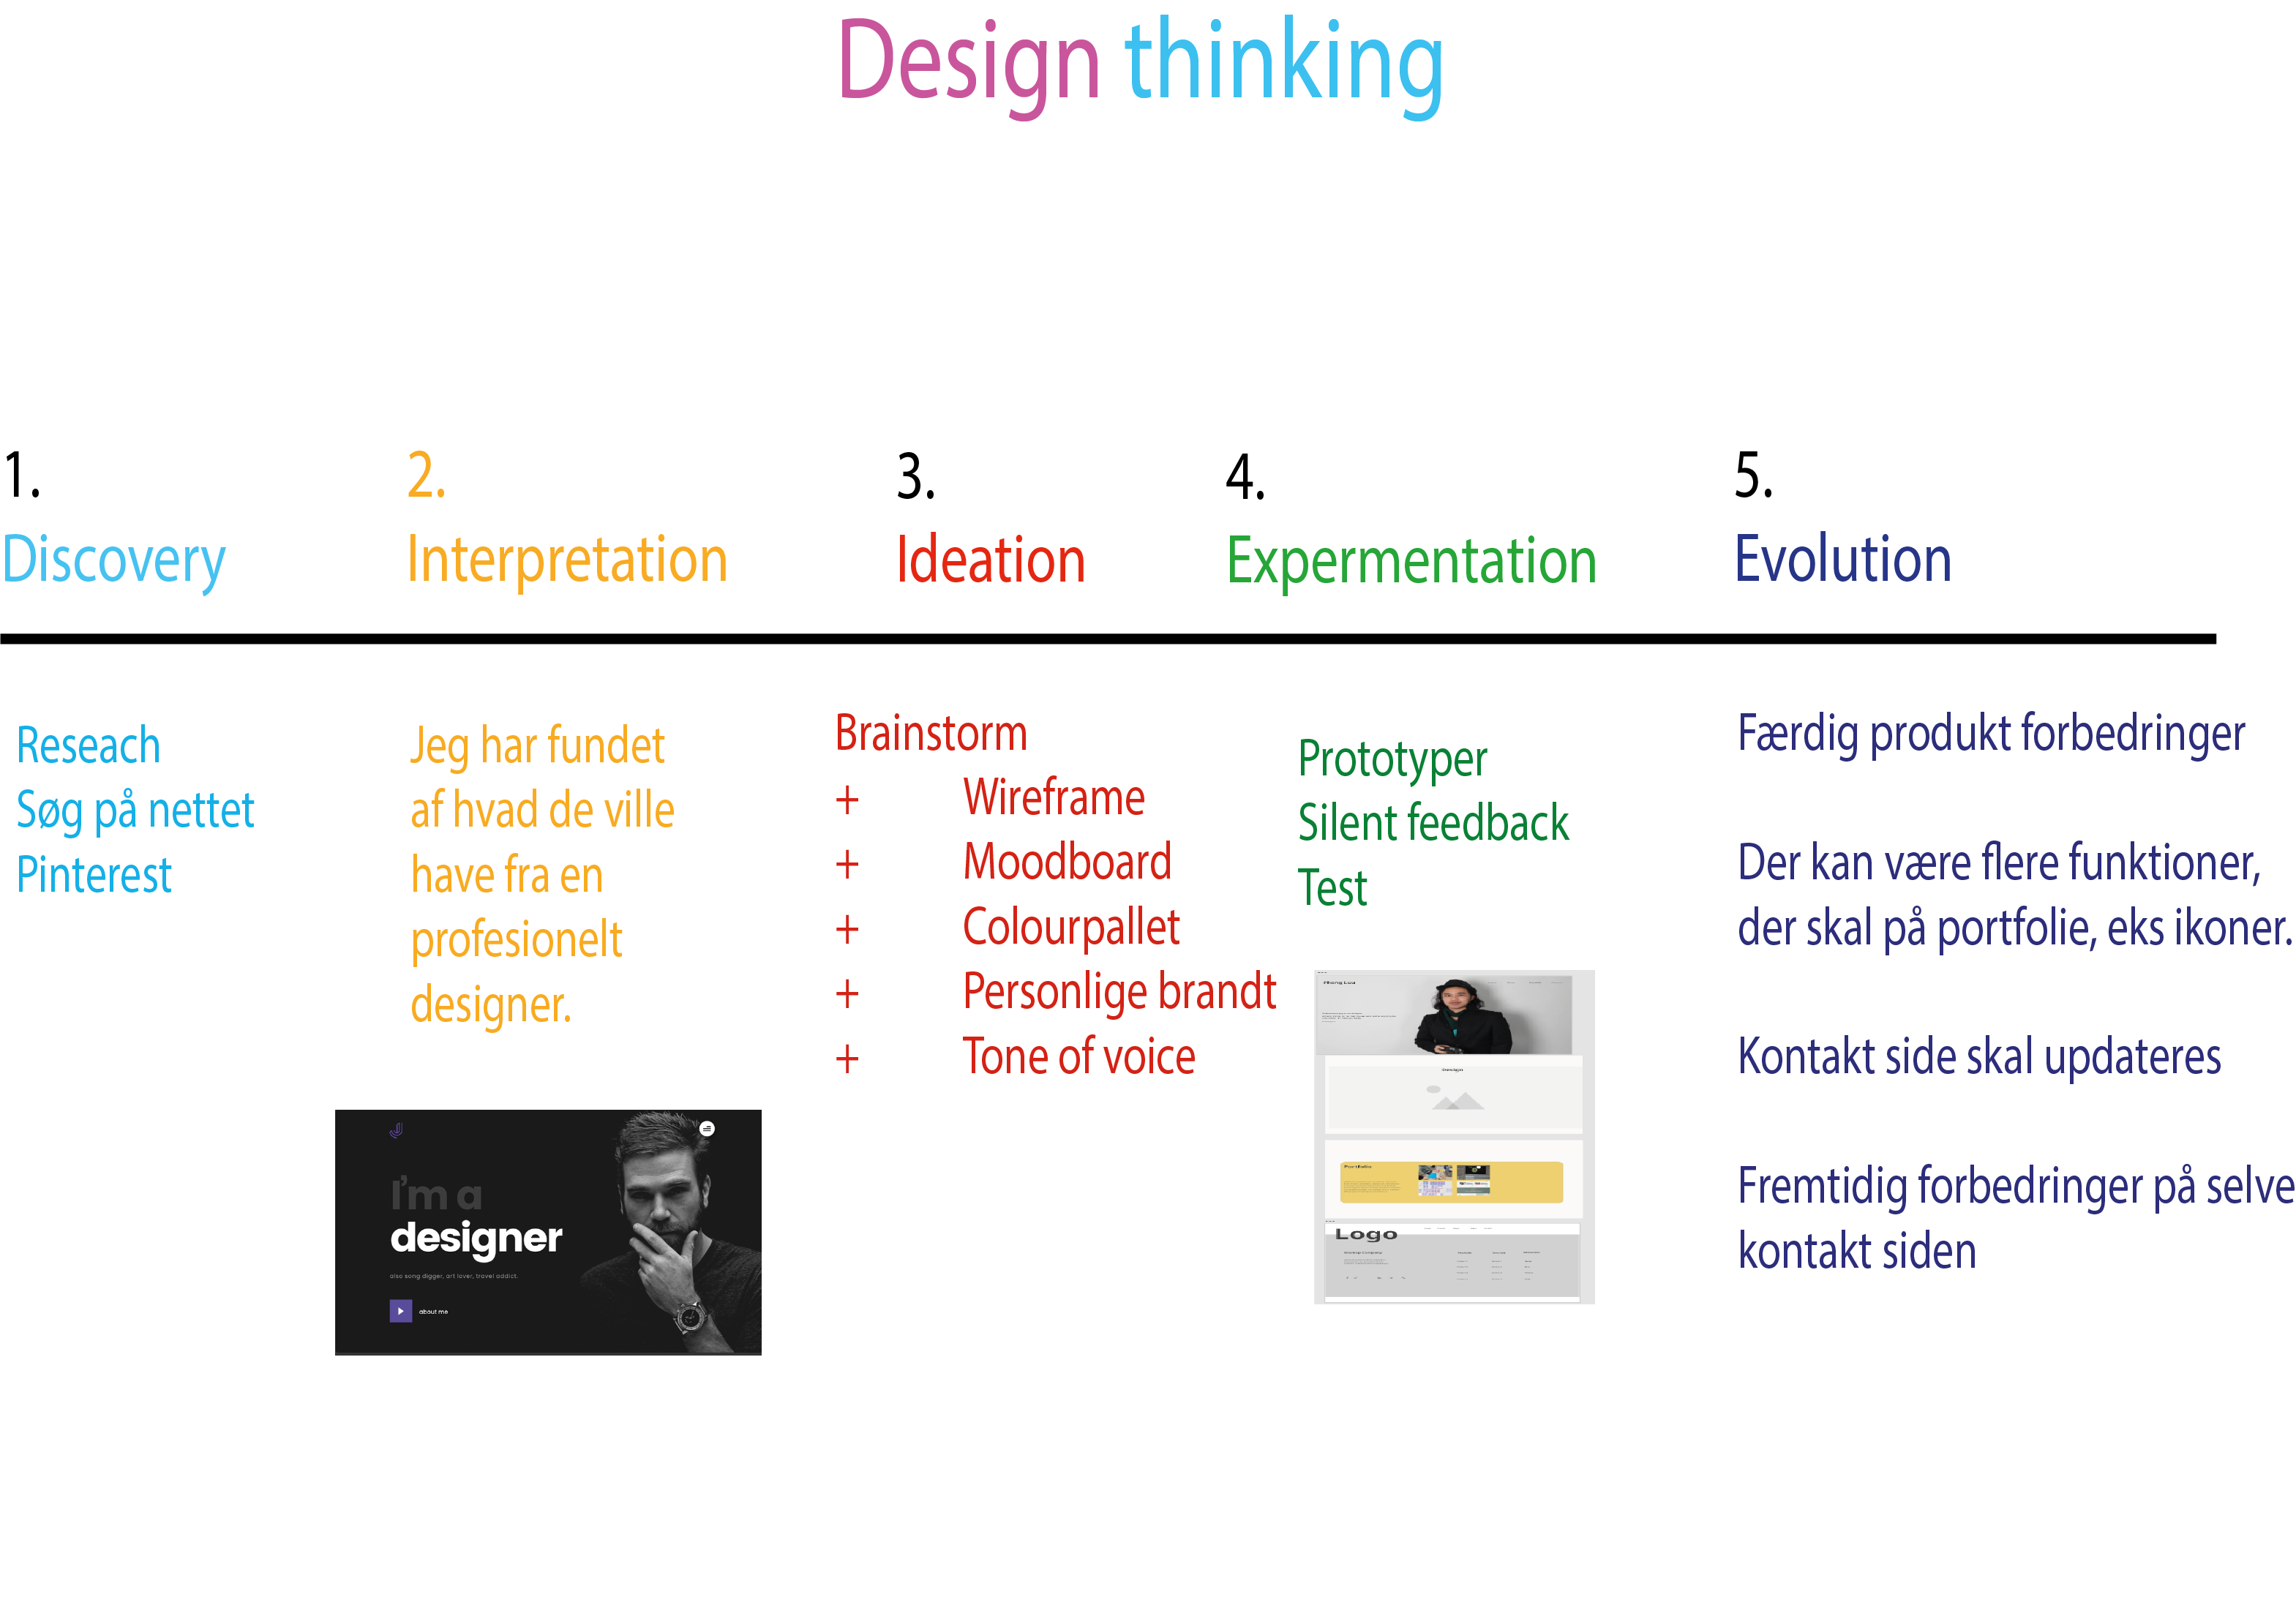 Design thinking
1.
Discovery
2.
Interpretation
3.
Ideation
4.
Expermentation
5.
Evolution
Reseach
Søg på nettet
Pinterest
Jeg har fundet
af hvad de ville
have fra en
profesionelt
designer.
I'm a
designer
also song digger, art lover, travel addict.
about me
Brainstorm
+ Wireframe
+ Moodboard
+ Colourpallet
+ Personlige brandt
+ Tone of voice
Prototyper
Silent feedback
Test
Design
Portfolio
Logo
Færdig produkt forbedringer
Der kan være flere funktioner,
der skal på portfolie, eks ikoner.
Kontakt side skal updateres
Fremtidig forbedringer på selve
kontakt siden